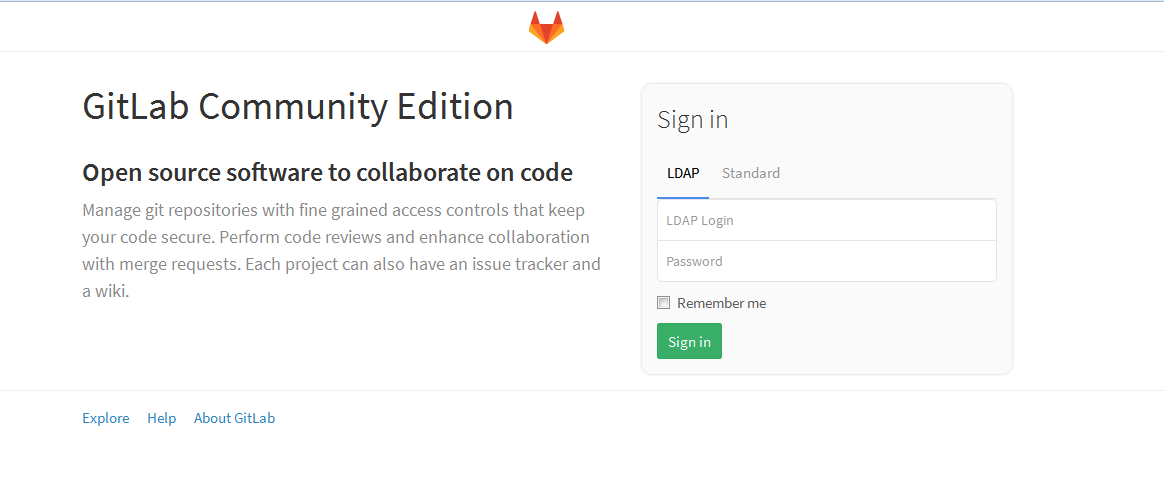 GitLab Community Edition
Open source software to collaborate on code
Manage git repositories with fine grained access controls that keep
your code secure. Perform code reviews and enhance collaboration
with merge requests. Each project can also have an issue tracker and
a wiki.
Sign in
LDAP Standard
LDAP Login
Password
Remember me
Sign in
Explore Help About GitLab